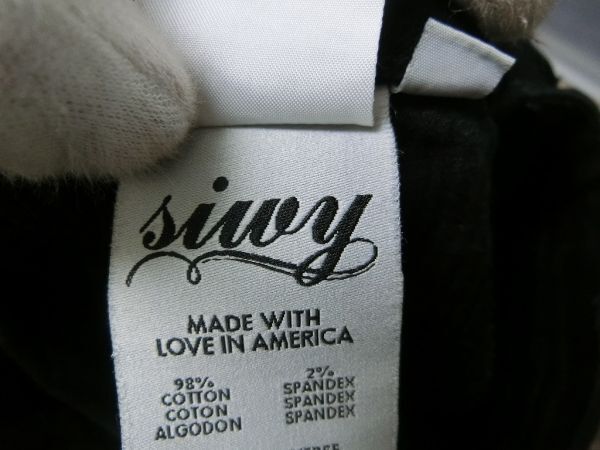 siwy
MADE WITH
LOVE IN AMERICA
98%
COTTON
COTON
ALGODON
2%
SPANDEX
SPANDEX
SPANDEX